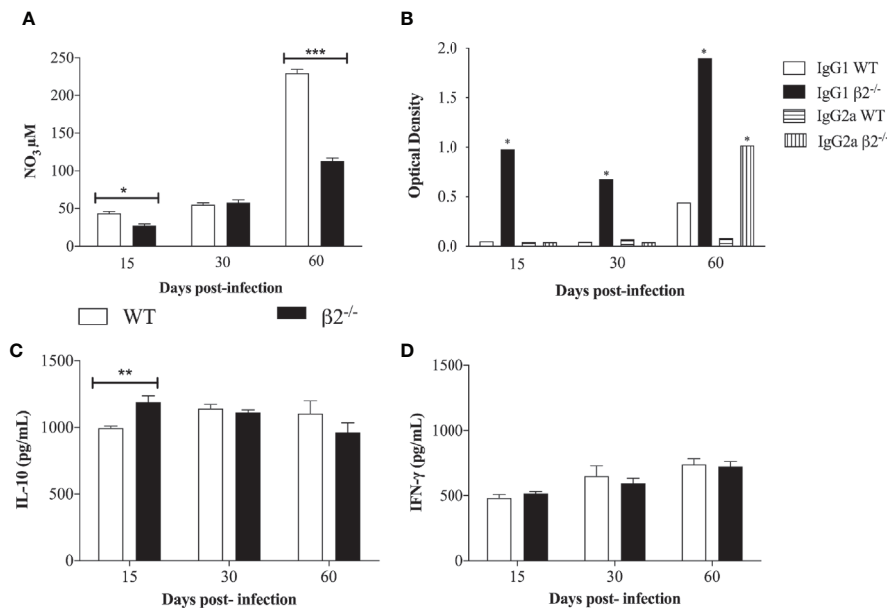 A
NO3 µM
250
200
150
100
50
0
*
***
15 30 60
Days post-infection
WT β2-/-
B
Optical Density
2.0
1.5
1.0
0.5
0.0
* * * *
15 30 60
Days post-infection
IgG1 WT
IgG1 β2-/-
IgG2a WT
IgG2a β2-/-
C
IL-10 (pg/mL)
1500
1000
500
0
**
15 30 60
Days post- infection
D
IFN-γ (pg/mL)
1500
1000
500
0
15 30 60
Days post- infection